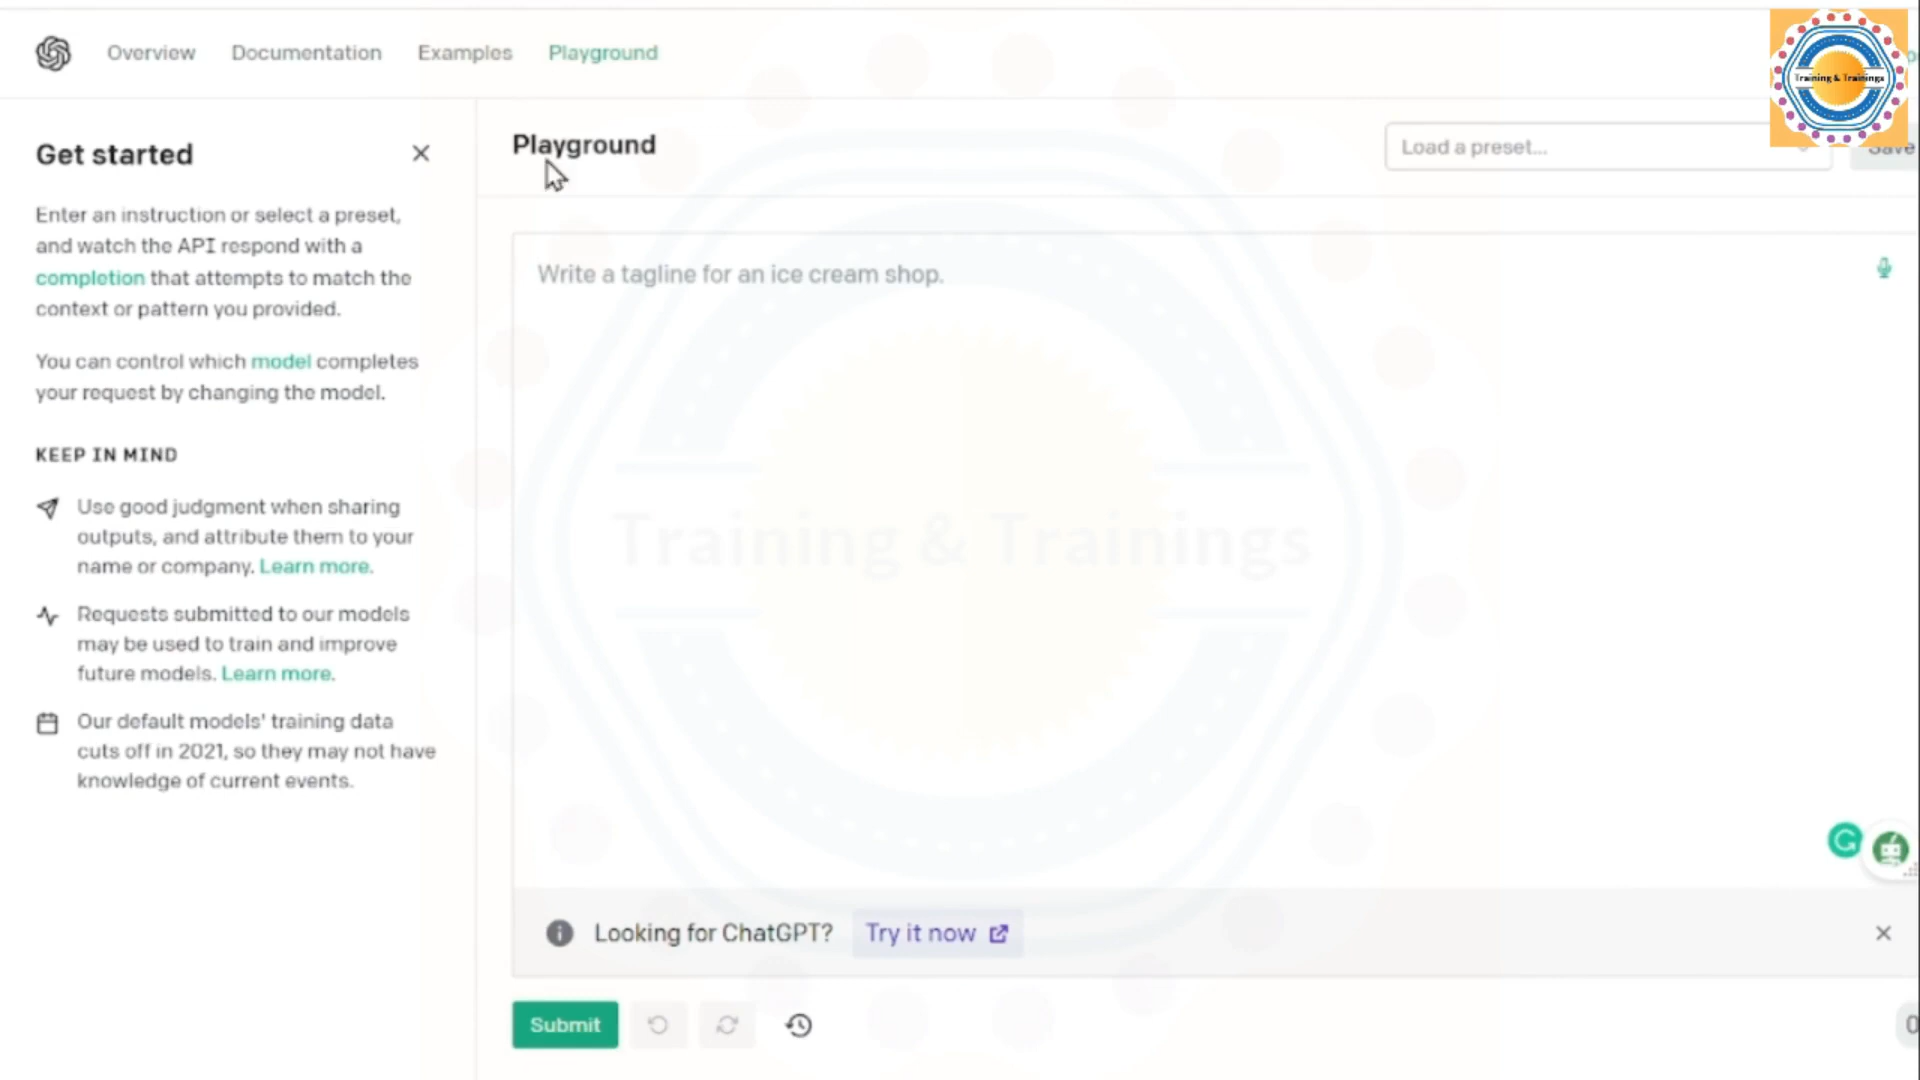 Overview Documentation Examples Playground
Training & Trainings
Get started
Playground
Load a preset...
Save
Enter an instruction or select a preset,
and watch the API respond with a
completion that attempts to match the
context or pattern you provided.
You can control which model completes
your request by changing the model.
KEEP IN MIND
Use good judgment when sharing
outputs, and attribute them to your
name or company. Learn more.
Requests submitted to our models
may be used to train and improve
future models. Learn more.
Our default models' training data
cuts off in 2021, so they may not have
knowledge of current events.
Write a tagline for an ice cream shop.
Training & Trainings
Looking for ChatGPT? Try it now
Submit
0